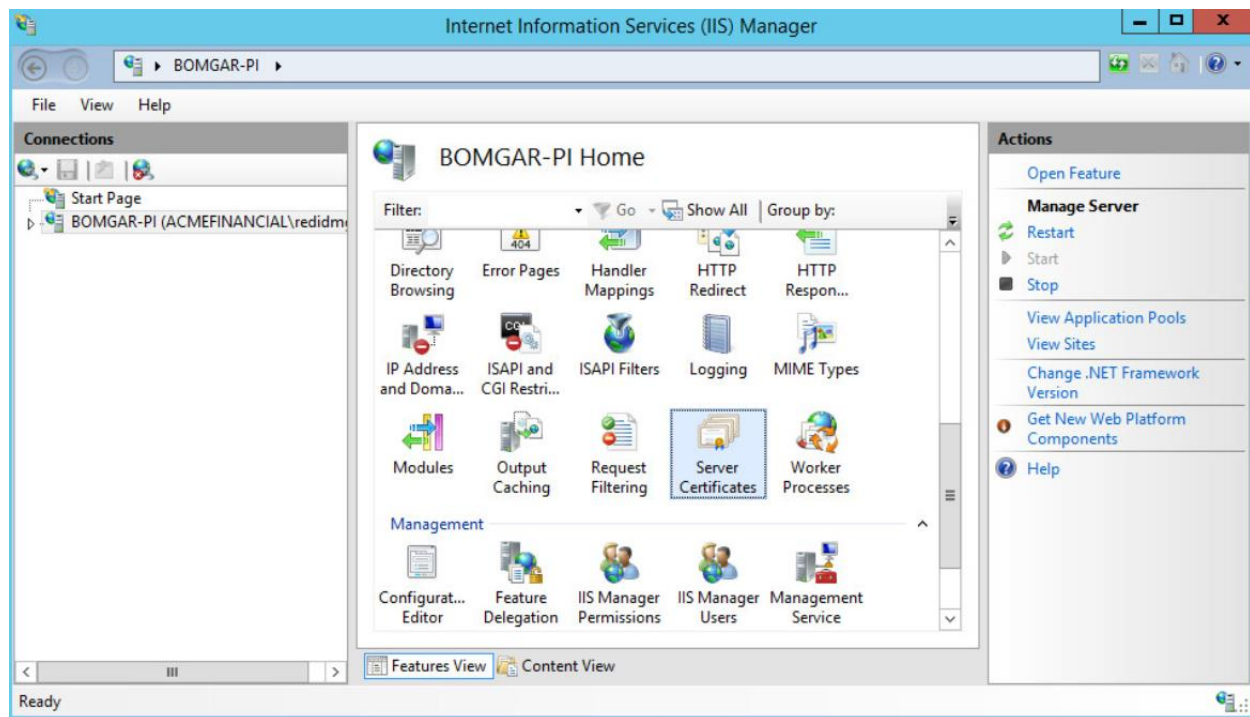 Internet Information Services (IIS) Manager
BOMGAR-PI
File View Help
Connections
Start Page
BOMGAR-PI (ACMEFINANCIAL\redidm
BOMGAR-PI Home
Filter: Go Show All Group by:
404
Directory Browsing
Error Pages
Handler Mappings
HTTP Redirect
HTTP Respon...
CGI
IP Address and Doma...
ISAPI and CGI Restri...
ISAPI Filters
Logging
MIME Types
Modules
Output Caching
Request Filtering
Server Certificates
Worker Processes
Management
Configurat... Editor
Feature Delegation
IIS Manager Permissions
IIS Manager Users
Management Service
Features View Content View
Actions
Open Feature
Manage Server
Restart
Start
Stop
View Application Pools
View Sites
Change .NET Framework
Version
Get New Web Platform
Components
Help
Ready